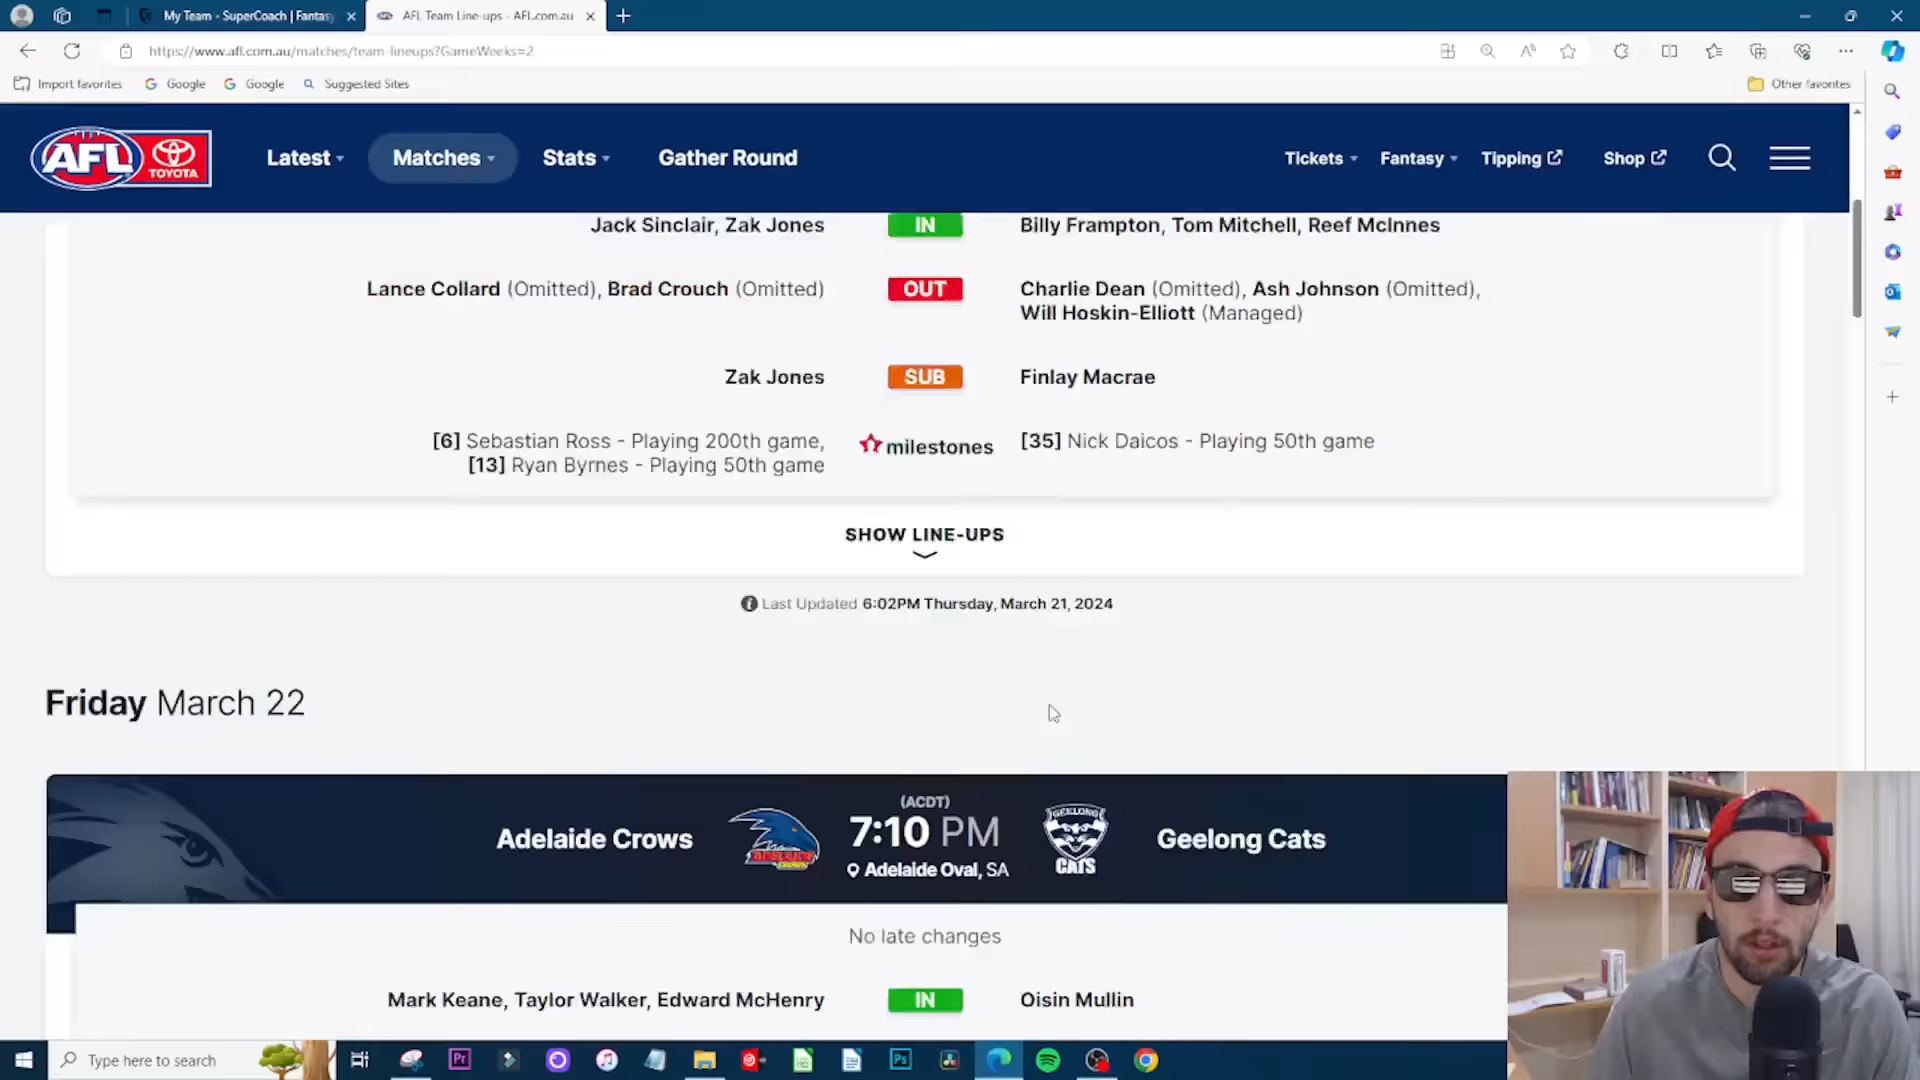 My Team - SuperCoach | Fantasy
AFL Team Line-ups - AFL.com.au
https://www.afl.com.au/matches/team-lineups?GameWeeks=2
Import favorites
Google
Google
Suggested Sites
Other favorites
AFL TOYOTA
Latest
Matches
Stats
Gather Round
Tickets
Fantasy
Tipping
Shop
Jack Sinclair, Zak Jones IN Billy Frampton, Tom Mitchell, Reef McInnes
Lance Collard (Omitted), Brad Crouch (Omitted) OUT Charlie Dean (Omitted), Ash Johnson (Omitted),
Will Hoskin-Elliott (Managed)
Zak Jones SUB Finlay Macrae
[6] Sebastian Ross - Playing 200th game, milestones [35] Nick Daicos - Playing 50th game
[13] Ryan Byrnes - Playing 50th game
SHOW LINE-UPS
Last Updated 6:02PM Thursday, March 21, 2024
Friday March 22
(ACDT)
Adelaide Crows ADELAIDE CROWS 7:10 PM GEELONG CATS Geelong Cats
Adelaide Oval, SA
No late changes
Mark Keane, Taylor Walker, Edward McHenry IN Oisin Mullin
Type here to search
Pr
Ps